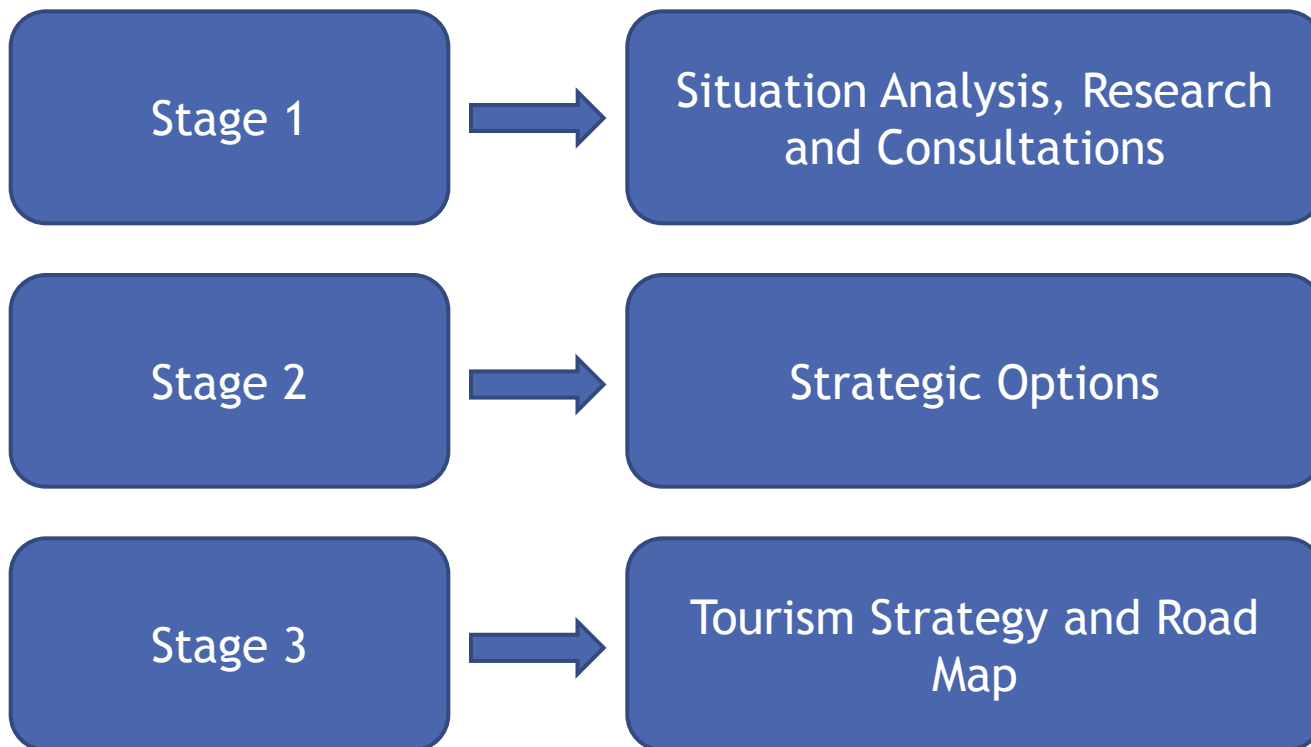 Stage 1
Situation Analysis, Research
and Consultations
Stage 2
Strategic Options
Stage 3
Tourism Strategy and Road
Map